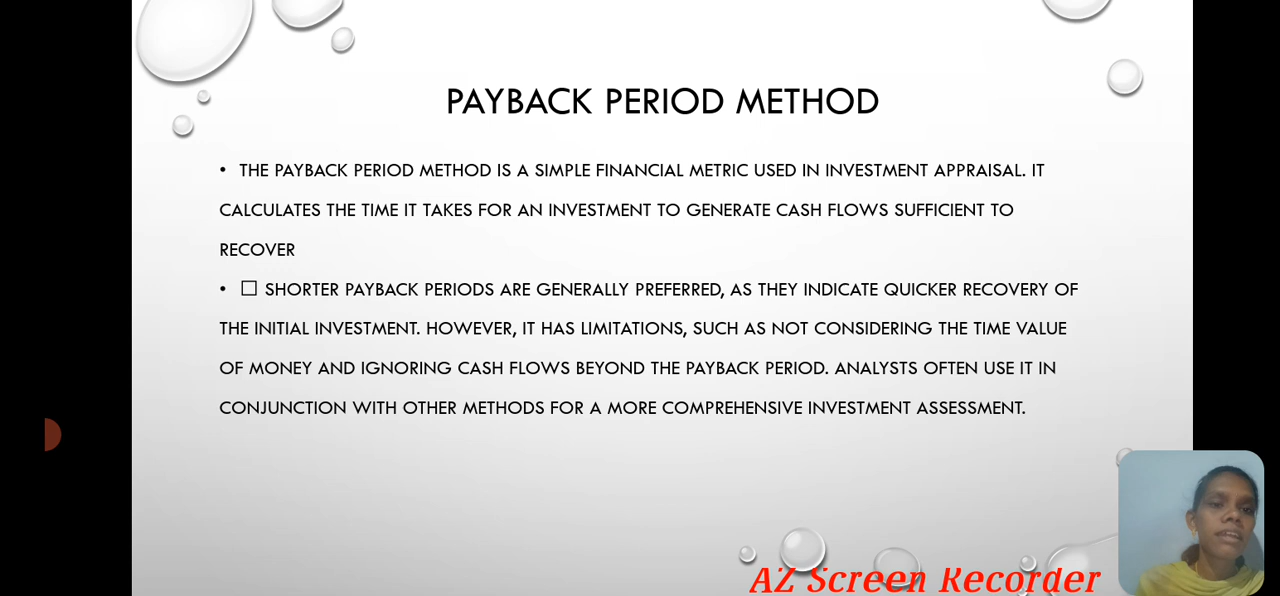 PAYBACK PERIOD METHOD
• THE PAYBACK PERIOD METHOD IS A SIMPLE FINANCIAL METRIC USED IN INVESTMENT APPRAISAL. IT
CALCULATES THE TIME IT TAKES FOR AN INVESTMENT TO GENERATE CASH FLOWS SUFFICIENT TO
RECOVER
• ☐ SHORTER PAYBACK PERIODS ARE GENERALLY PREFERRED, AS THEY INDICATE QUICKER RECOVERY OF
THE INITIAL INVESTMENT. HOWEVER, IT HAS LIMITATIONS, SUCH AS NOT CONSIDERING THE TIME VALUE
OF MONEY AND IGNORING CASH FLOWS BEYOND THE PAYBACK PERIOD. ANALYSTS OFTEN USE IT IN
CONJUNCTION WITH OTHER METHODS FOR A MORE COMPREHENSIVE INVESTMENT ASSESSMENT.
AZ Screen Recorder